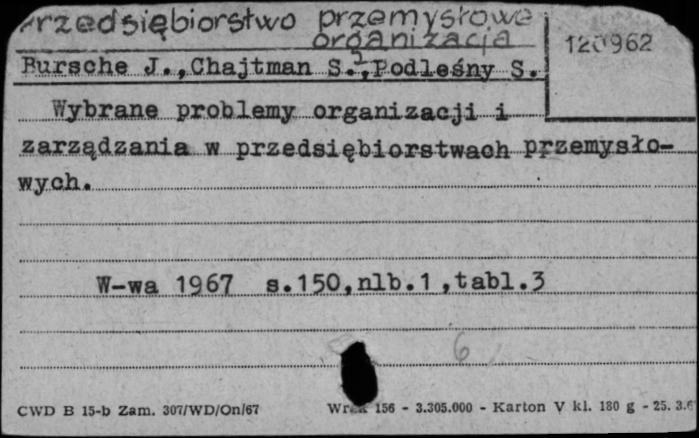 Przedsiębiorstwo przemysłowe
organizacja
120962
Bursche J., Chajtman S., Podleśny S.
Wybrane problemy organizacji i
zarządzania w przedsiębiorstwach przemysło-
wych.
W-wa 1967 s.150,nlb.1,tabl.3
6
CWD B 15-b Zam. 307/WD/On/67 156 - 3.305.000 - Karton V kl. 180 g - 25. 3.6